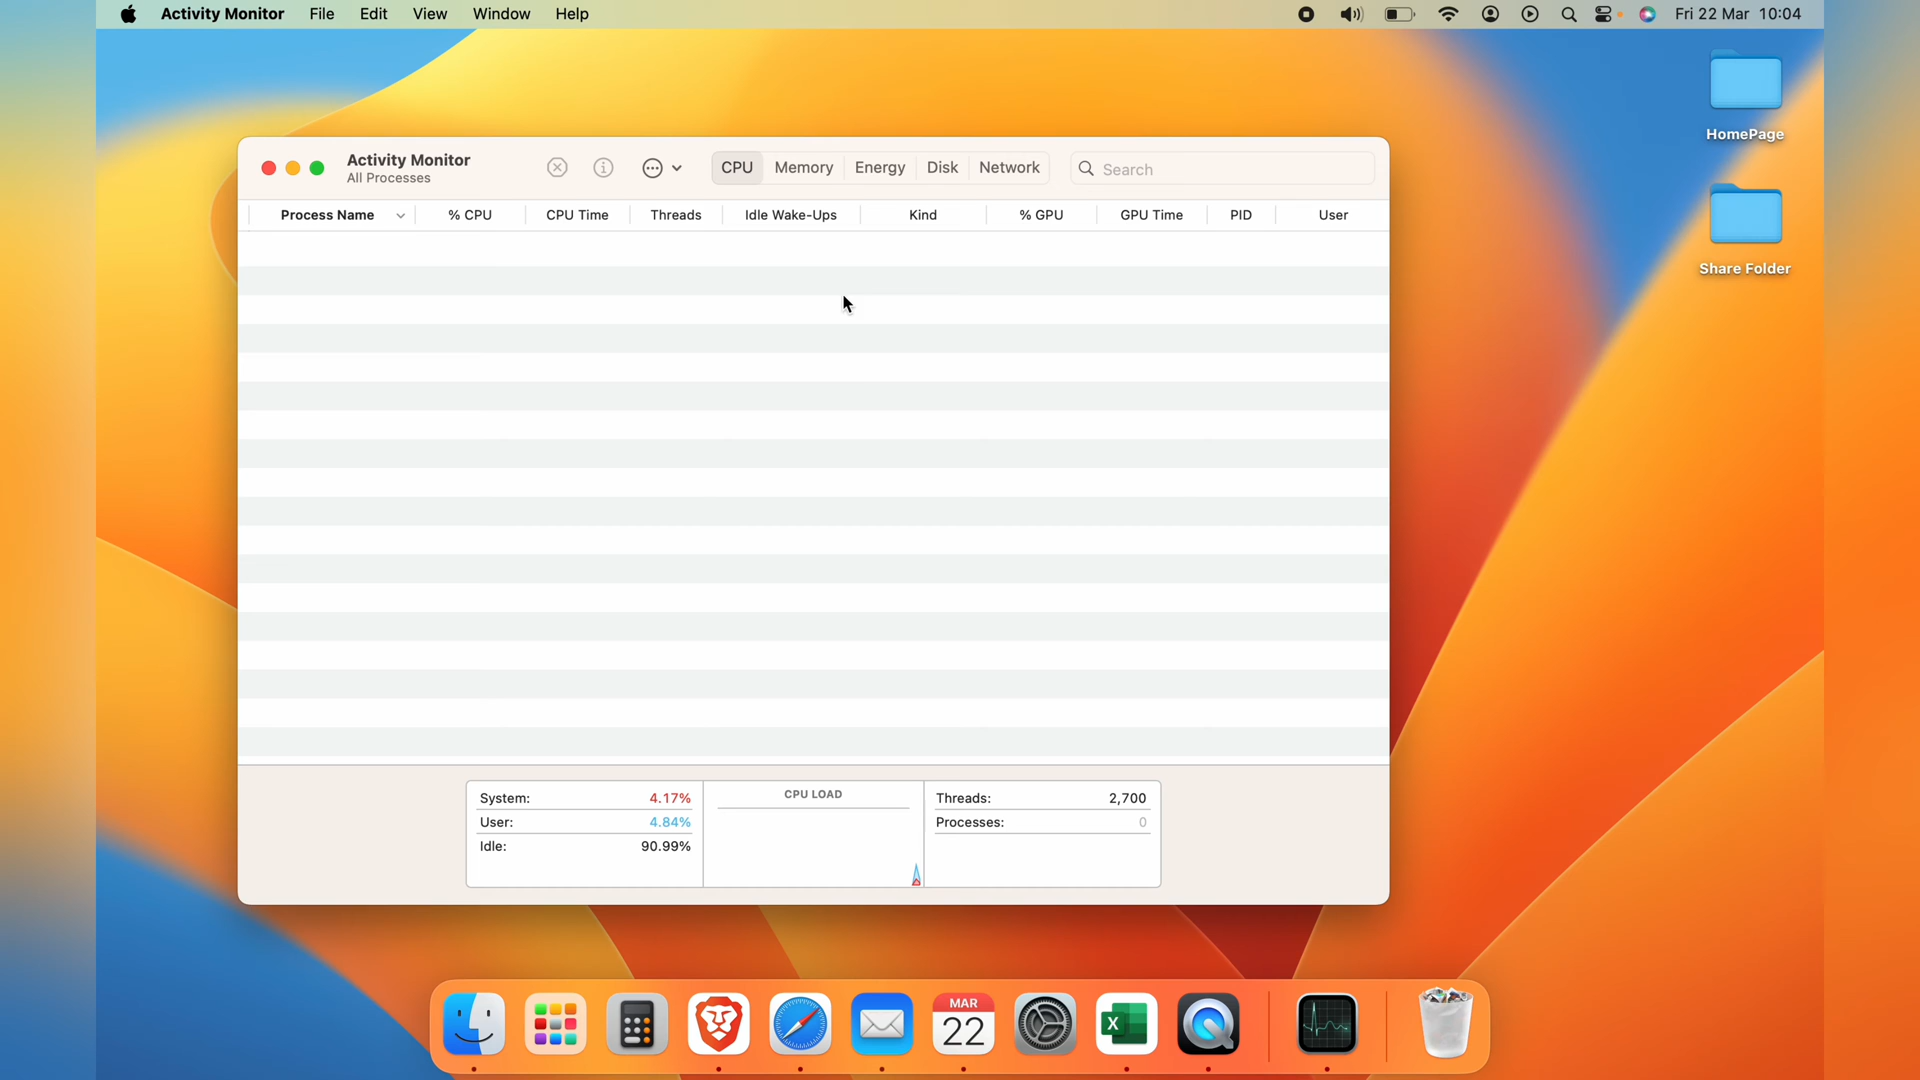 Activity Monitor File Edit View Window Help Fri 22 Mar 10:04
HomePage
Share Folder
Activity Monitor
All Processes
CPU Memory Energy Disk Network Search
Process Name % CPU CPU Time Threads Idle Wake-Ups Kind % GPU GPU Time PID User
System: 4.17%
User: 4.84%
Idle: 90.99%
CPU LOAD
Threads: 2,700
Processes: 0
MAR
22
X